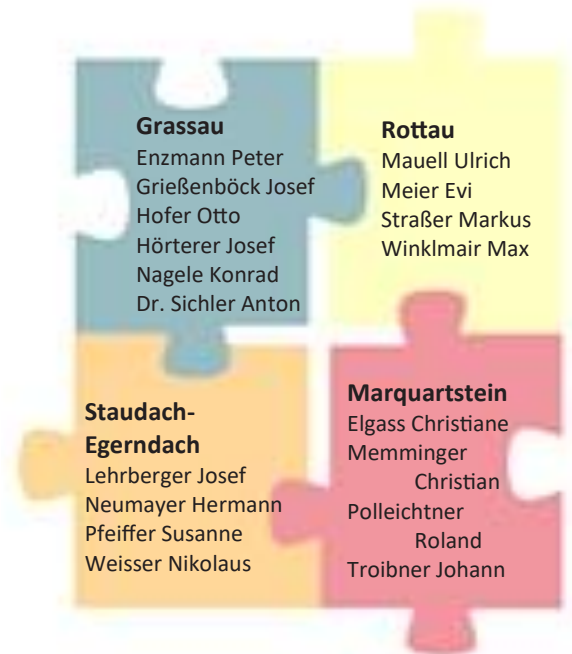 Grassau
Enzmann Peter
Grießenböck Josef
Hofer Otto
Hörterer Josef
Nagele Konrad
Dr. Sichler Anton
Rottau
Mauell Ulrich
Meier Evi
Straßer Markus
Winklmair Max
Staudach-
Egerndach
Lehrberger Josef
Neumayer Hermann
Pfeiffer Susanne
Weisser Nikolaus
Marquartstein
Elgass Christiane
Memminger
Christian
Polleichtner
Roland
Troibner Johann